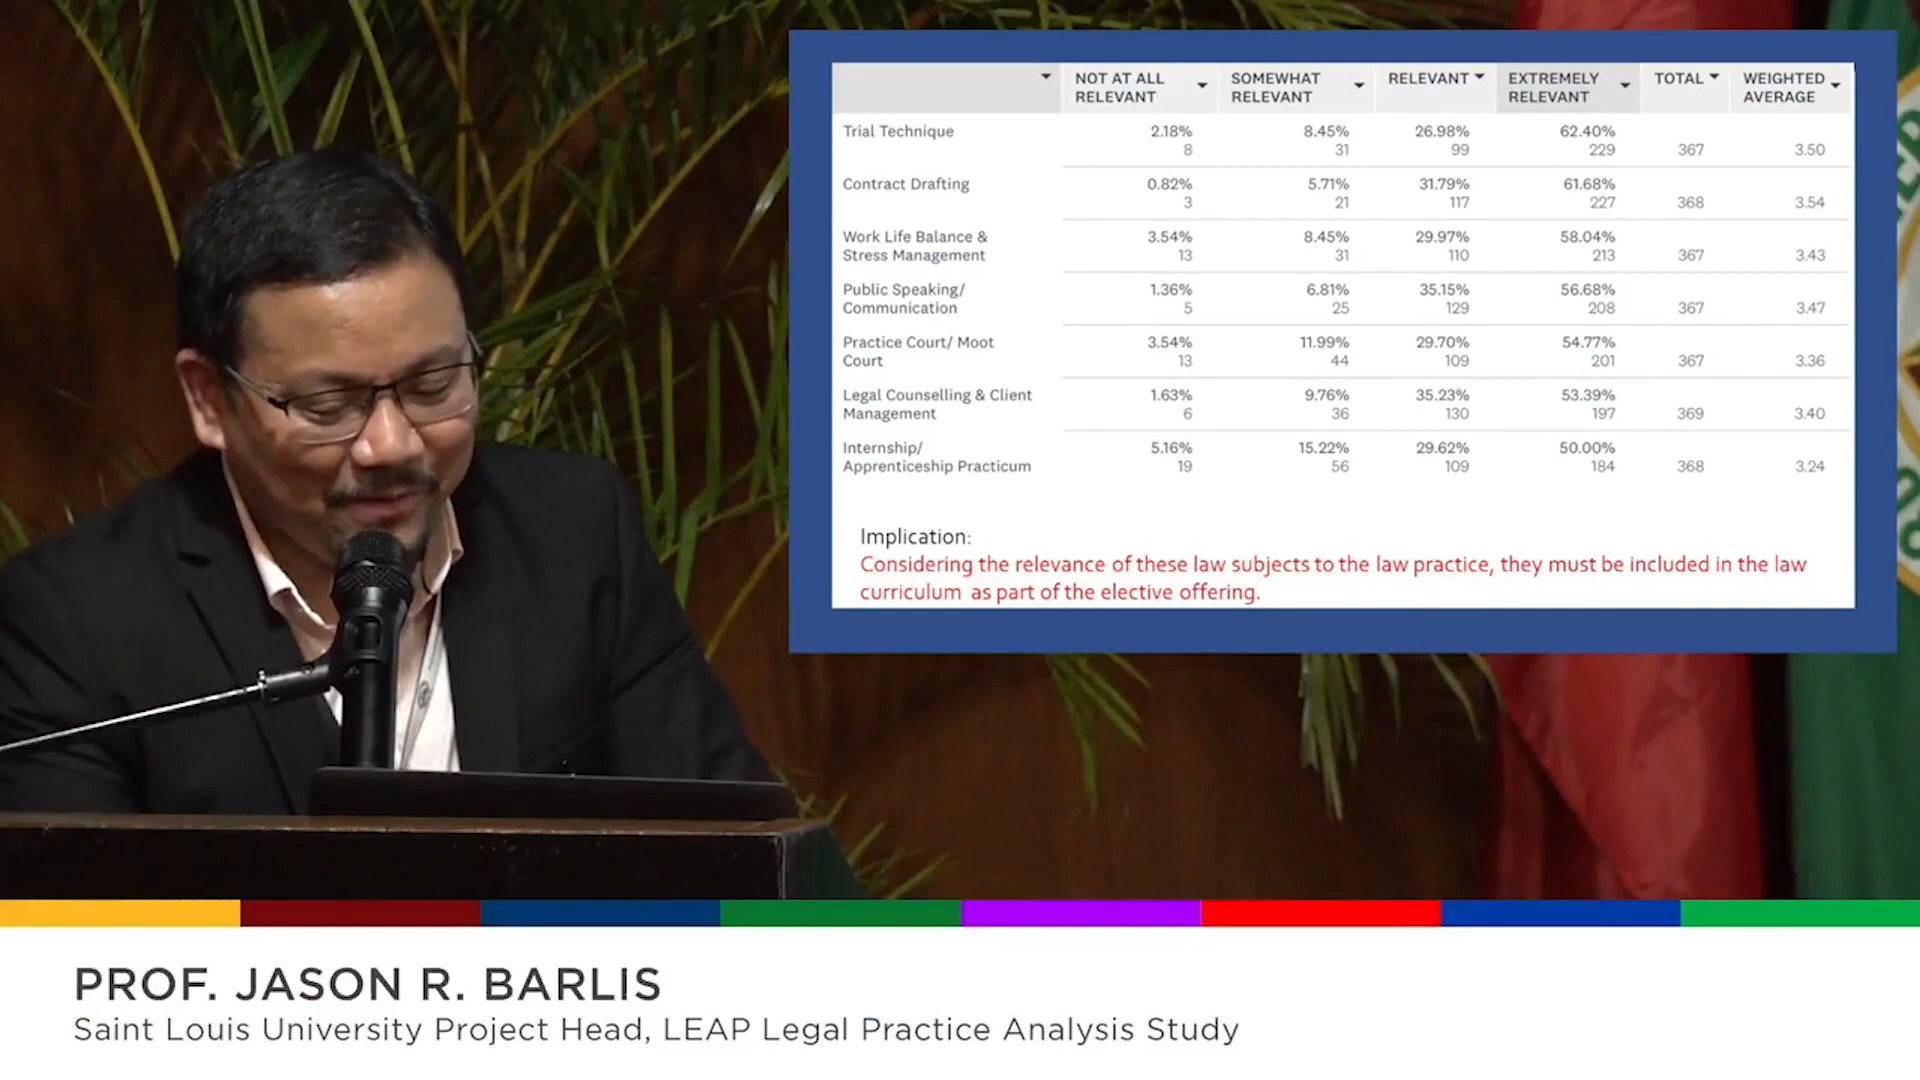 NOT AT ALL RELEVANT SOMEWHAT RELEVANT RELEVANT EXTREMELY RELEVANT TOTAL WEIGHTED AVERAGE
Trial Technique 2.18% 8.45% 26.98% 62.40%
8 31 99 229 367 3.50
Contract Drafting 0.82% 5.71% 31.79% 61.68%
3 21 117 227 368 3.54
Work Life Balance & 3.54% 8.45% 29.97% 58.04%
Stress Management 13 31 110 213 367 3.43
Public Speaking/ 1.36% 6.81% 35.15% 56.68%
Communication 5 25 129 208 367 3.47
Practice Court/ Moot 3.54% 11.99% 29.70% 54.77%
Court 13 44 109 201 367 3.36
Legal Counselling & Client 1.63% 9.76% 35.23% 53.39%
Management 6 36 130 197 369 3.40
Internship/ 5.16% 15.22% 29.62% 50.00%
Apprenticeship Practicum 19 56 109 184 368 3.24
Implication:
Considering the relevance of these law subjects to the law practice, they must be included in the law
curriculum as part of the elective offering.
PROF. JASON R. BARLIS
Saint Louis University Project Head, LEAP Legal Practice Analysis Study